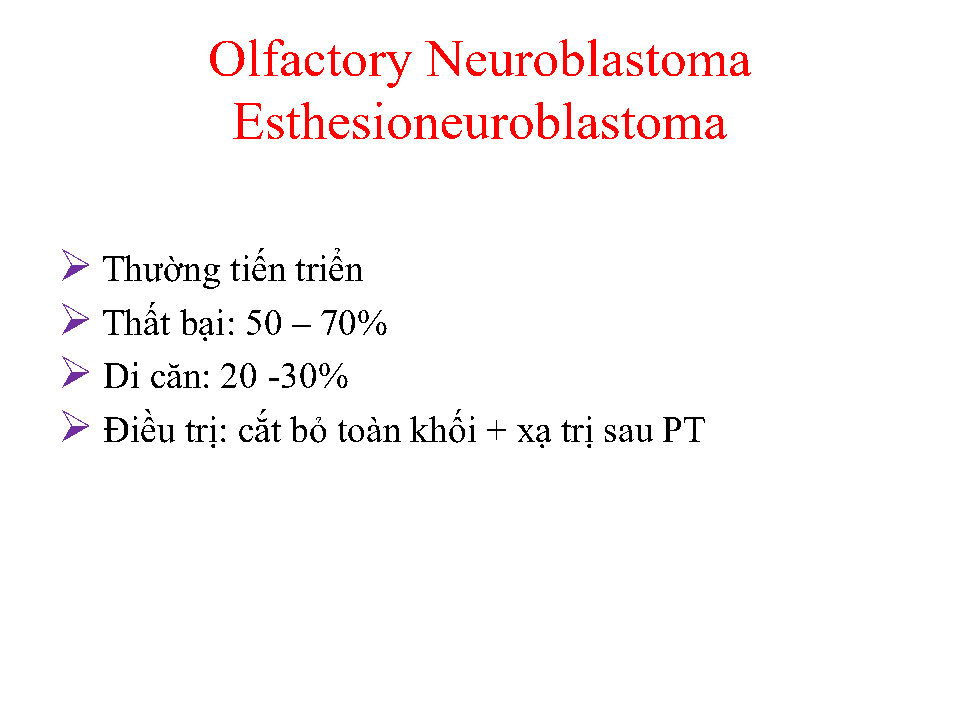 Olfactory Neuroblastoma
Esthesioneuroblastoma
Thường tiến triển
Thất bại: 50 – 70%
Di căn: 20 -30%
Điều trị: cắt bỏ toàn khối + xạ trị sau PT